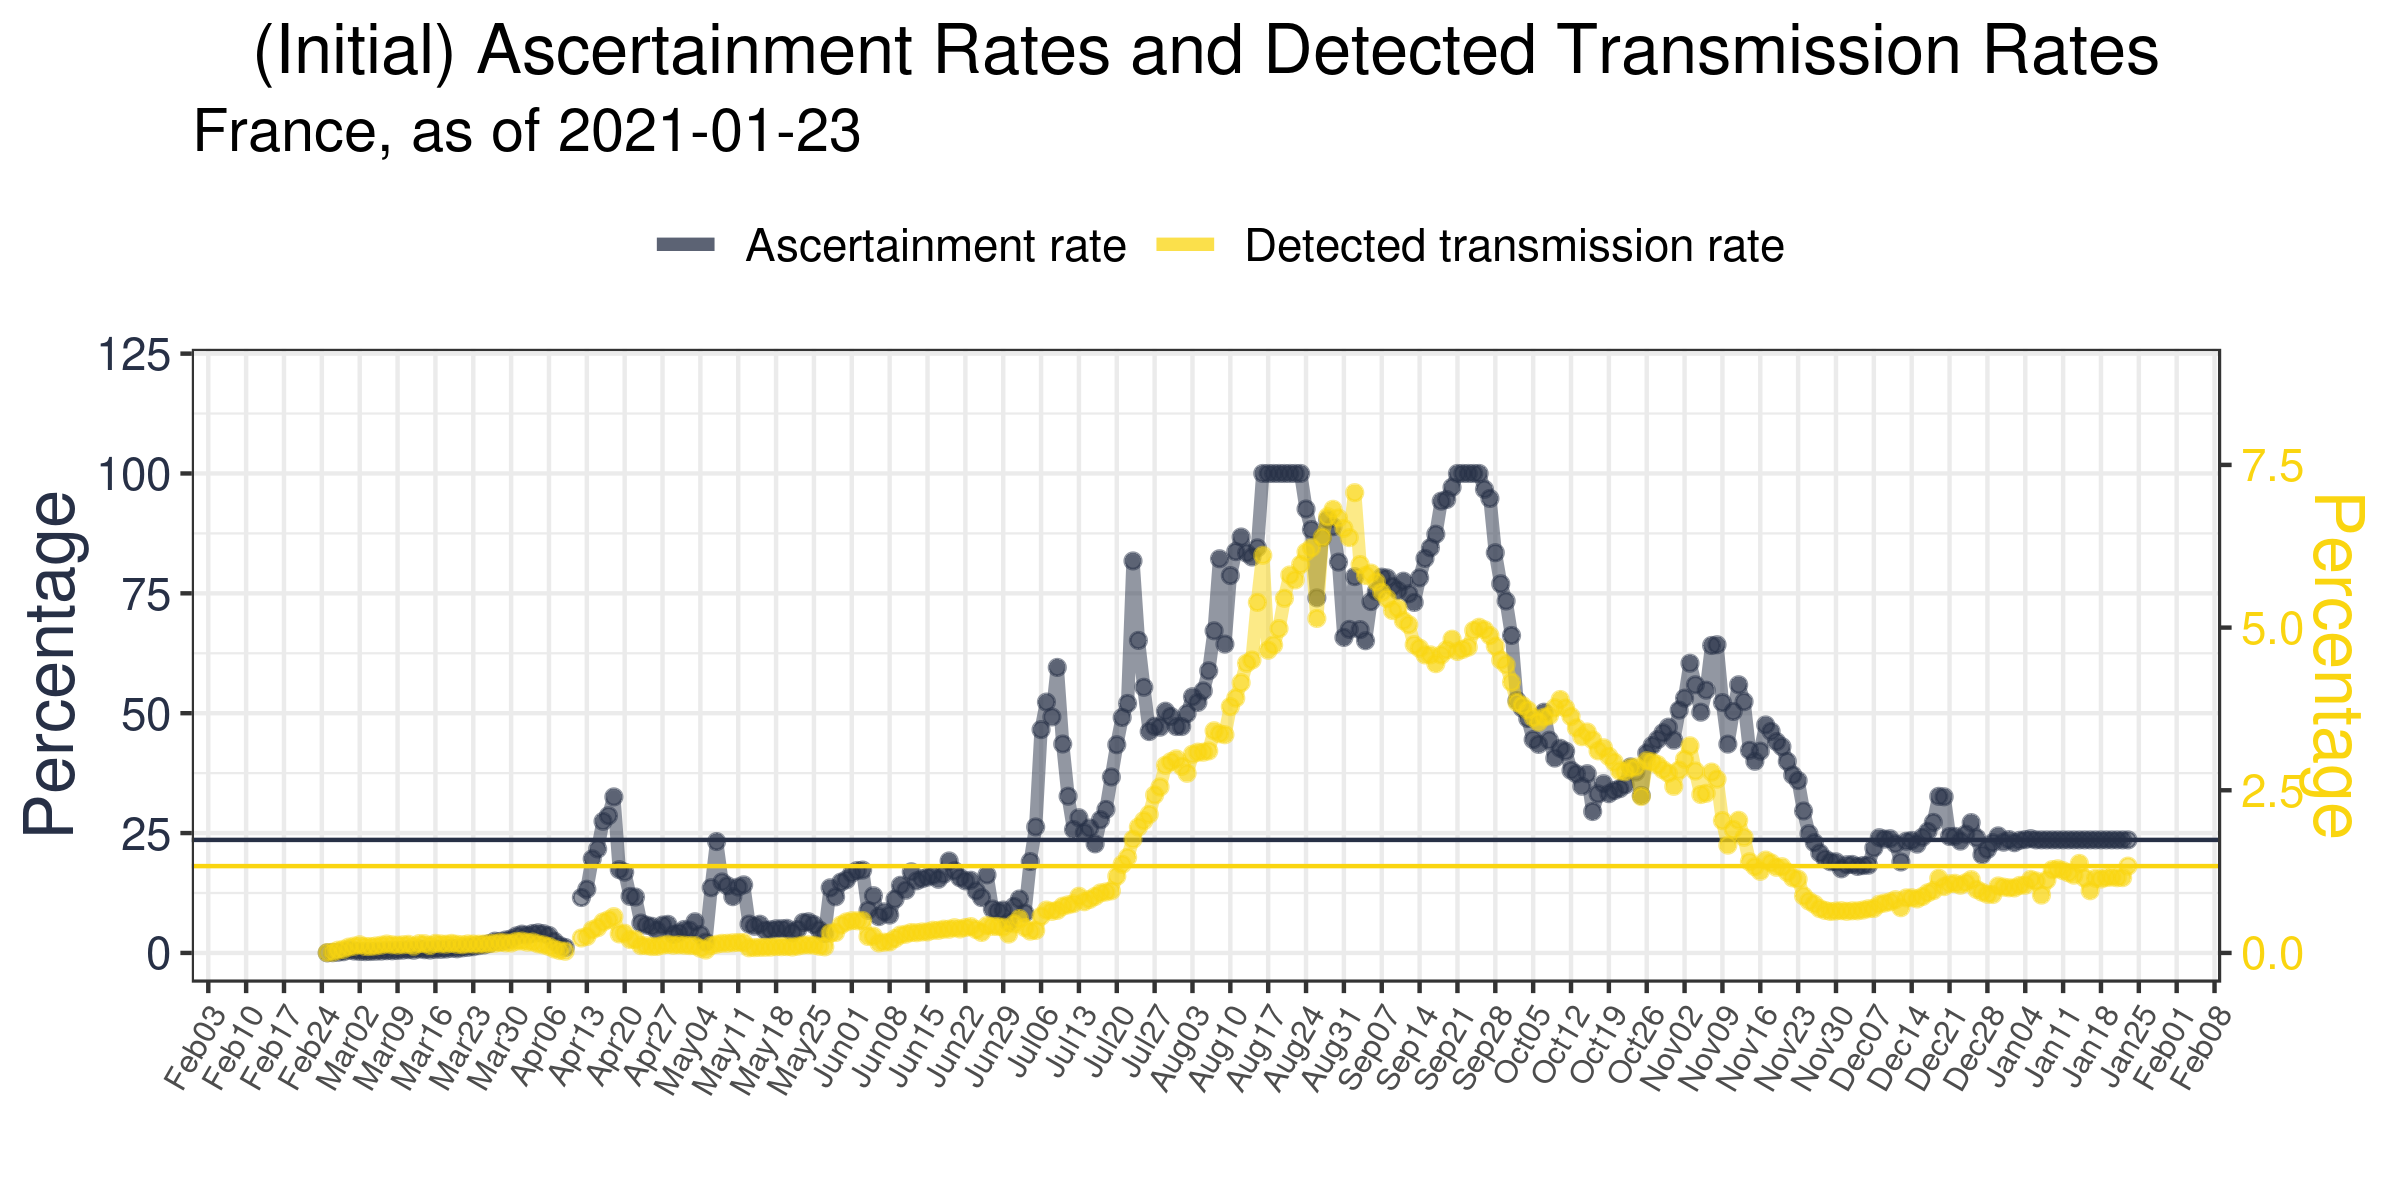 (Initial) Ascertainment Rates and Detected Transmission Rates
France, as of 2021-01-23
Ascertainment rate
Detected transmission rate
Percentage
125
100
75
50
25
0
7.5
5.0
2.5
0.0
Percentage
Feb03
Feb10
Feb17
Feb24
Mar02
Mar09
Mar16
Mar23
Mar30
Apr06
Apr13
Apr20
Apr27
May04
May11
May18
May25
Jun01
Jun08
Jun15
Jun22
Jun29
Jul06
Jul13
Jul20
Jul27
Aug03
Aug10
Aug17
Aug24
Aug31
Sep07
Sep14
Sep21
Sep28
Oct05
Oct12
Oct19
Oct26
Nov02
Nov09
Nov16
Nov23
Nov30
Dec07
Dec14
Dec21
Dec28
Jan04
Jan11
Jan18
Jan25
Feb01
Feb08